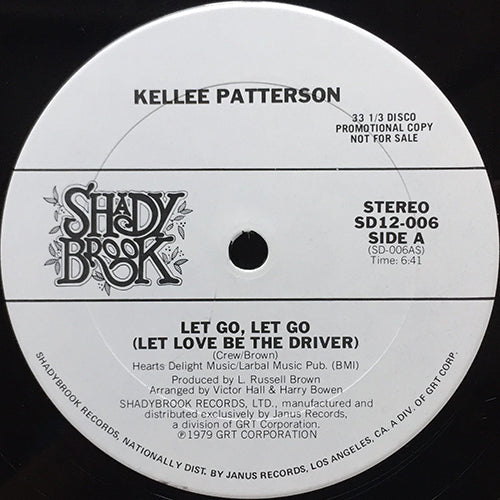 KELLEE PATTERSON
33 1/3 DISCO
PROMOTIONAL COPY
NOT FOR SALE
SHADY
BROOK
STEREO
SD12-006
SIDE A
(SD-006AS)
Time: 6:41
LET GO, LET GO
(LET LOVE BE THE DRIVER)
(Crew/Brown)
Hearts Delight Music/Larbal Music Pub. (BMI)
Produced by L. Russell Brown
Arranged by Victor Hall & Harry Bowen
SHADYBROOK RECORDS, LTD., manufactured and
distributed exclusively by Janus Records,
a division of GRT Corporation.
℗1979 GRT CORPORATION
SHADYBROOK RECORDS, NATIONALLY DIST. BY JANUS RECORDS, LOS ANGELES, CA. A DIV. OF GRT CORP.